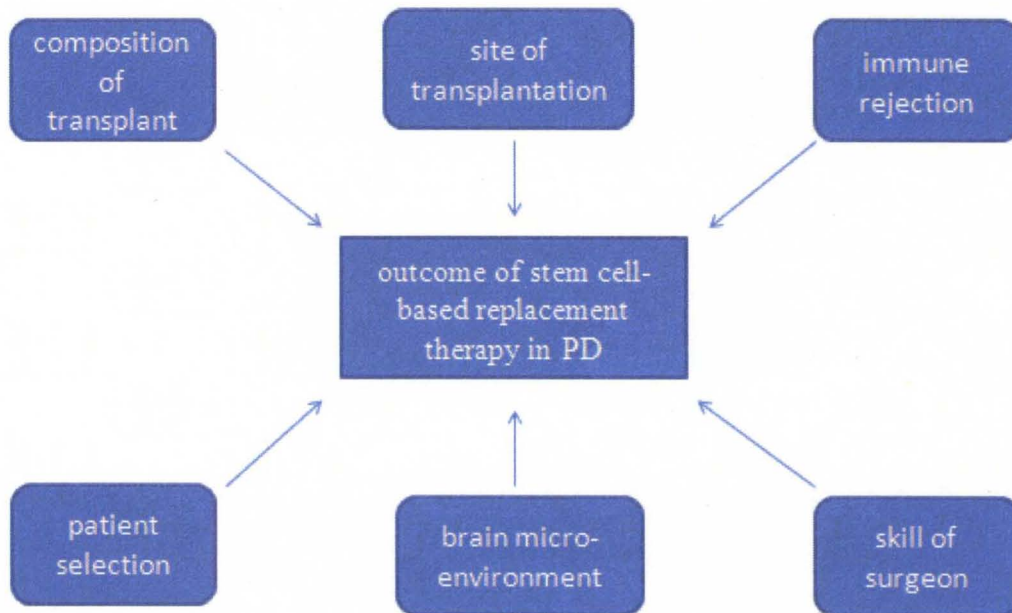 composition
of
transplant
site of
transplantation
immune
rejection
outcome of stem cell-
based replacement
therapy in PD
patient
selection
brain micro-
environment
skill of
surgeon